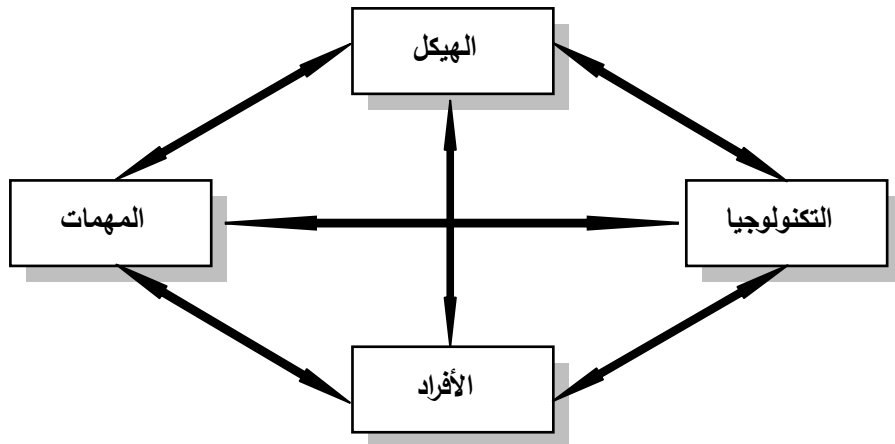 الهيكل
التكنولوجيا
المهمات
الأفراد